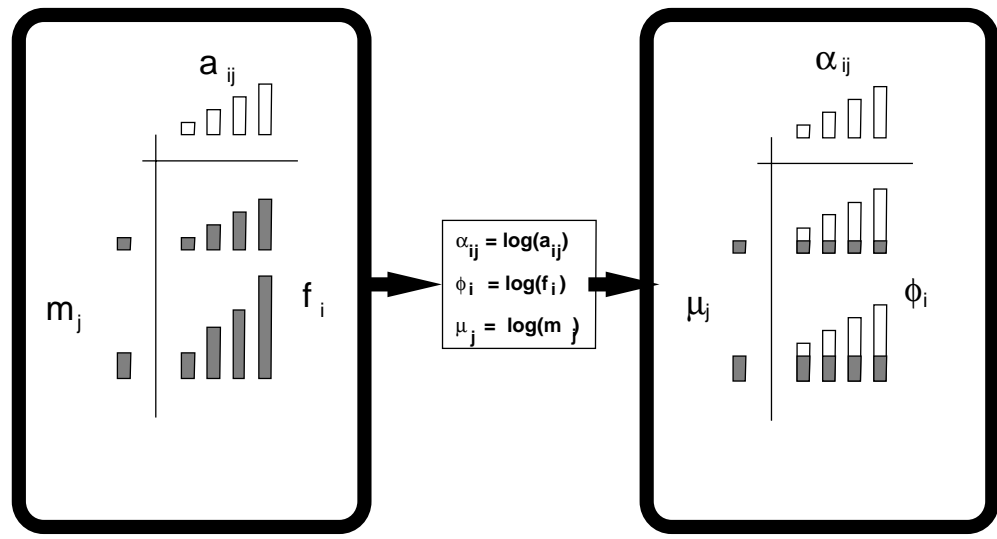 a ij
m j
f i
α ij = log(a ij)
ϕ i = log(f i)
μ j = log(m j)
α ij
μ j
ϕ i